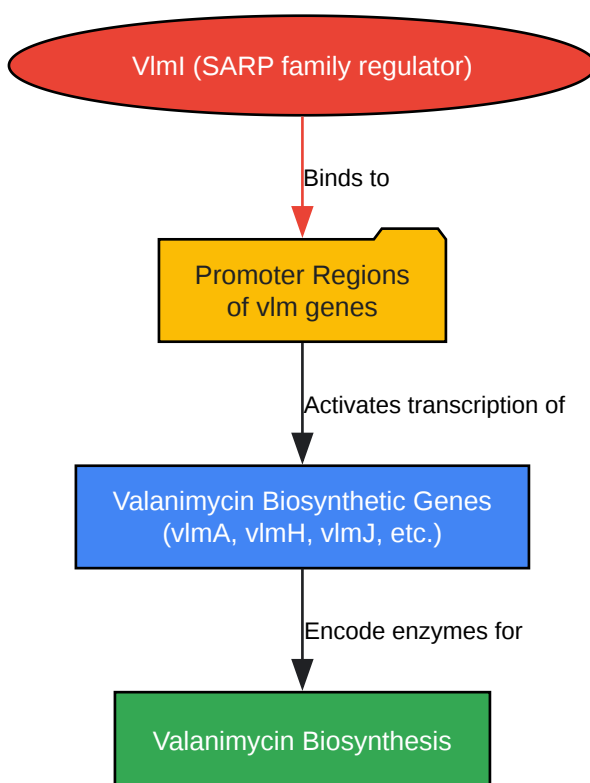 VlmI (SARP family regulator)
Binds to
Promoter Regions
of vlm genes
Activates transcription of
Valanimycin Biosynthetic Genes
(vlmA, vlmH, vlmJ, etc.)
Encode enzymes for
Valanimycin Biosynthesis